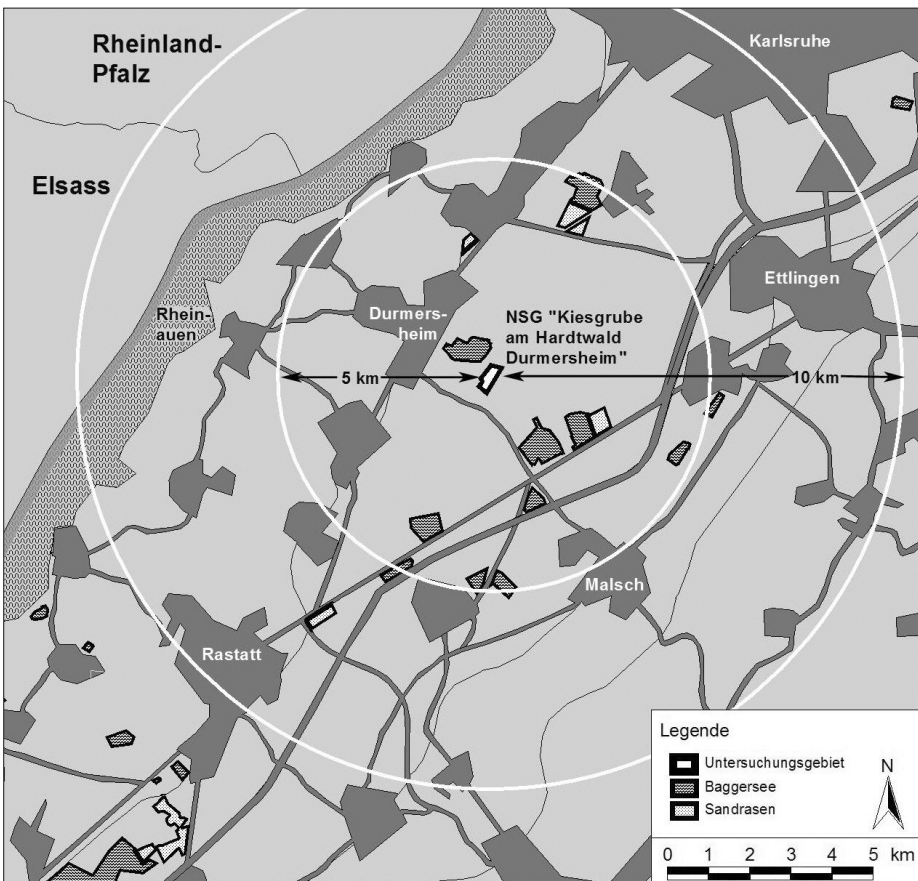 Rheinland-
Pfalz
Karlsruhe
Elsass
Ettlingen
Rhein-
auen
Durmers-
heim
NSG "Kiesgrube
am Hardtwald
Durmersheim"
5 km
10 km
Malsch
Rastatt
Legende
Untersuchungsgebiet
Baggersee
Sandrasen
N
0 1 2 3 4 5 km